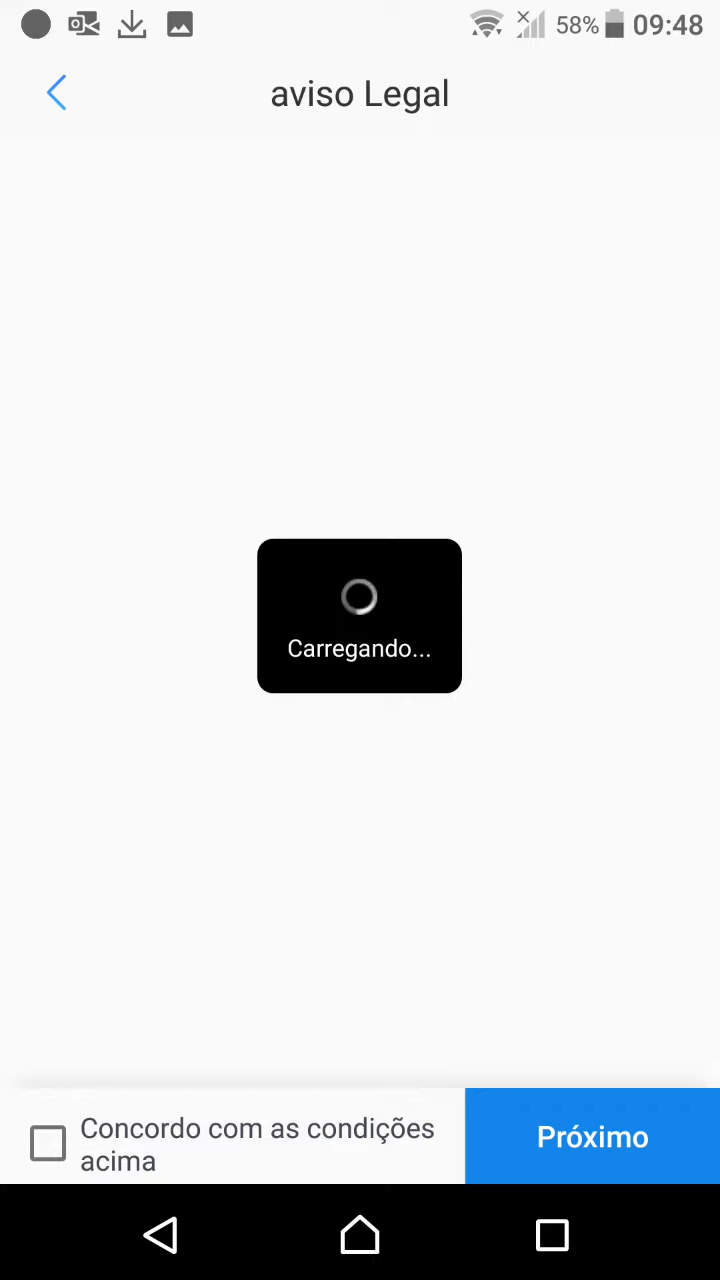 58% 09:48
aviso Legal
Carregando...
Concordo com as condições
acima
Próximo